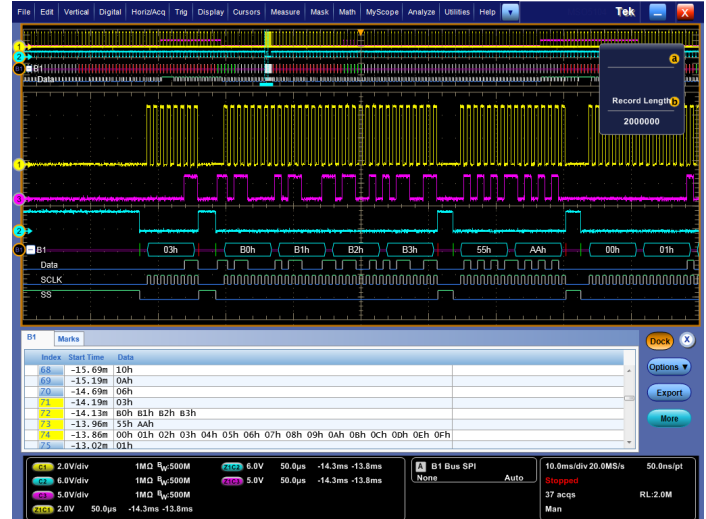 File Edit Vertical Digital Horiz/Acq Trig Display Cursors Measure Mask Math MyScope Analyze Utilities Help Tek X
1 a
2
B1 B1
Data
Record Length b
2000000
1
3
2
B1 B1 03h B0h B1h B2h B3h 55h AAh 00h 01h
Data
SCLK
SS
B1 Marks Dock X
Index Start Time Data
68 -15.69m 10h
69 -15.19m 0Ah
70 -14.69m 06h
71 -14.19m 03h
72 -14.13m B0h B1h B2h B3h
73 -13.96m 55h AAh
74 -13.86m 00h 01h 02h 03h 04h 05h 06h 07h 08h 09h 0Ah 0Bh 0Ch 0Dh 0Eh 0Fh
75 -13.02m 01h
Options
Export
More
C1 2.0V/div 1MΩ BW:500M Z1C2 6.0V 50.0µs -14.3ms -13.8ms
C2 6.0V/div 1MΩ BW:500M Z1C3 5.0V 50.0µs -14.3ms -13.8ms
C3 5.0V/div 1MΩ BW:500M
Z1C1 2.0V 50.0µs -14.3ms -13.8ms
A B1 Bus SPI
None Auto
10.0ms/div 20.0MS/s 50.0ns/pt
Stopped
37 acqs RL:2.0M
Man